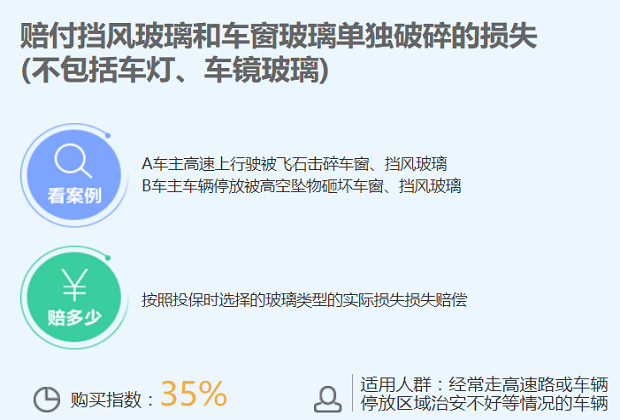 赔付挡风玻璃和车窗玻璃单独破碎的损失
(不包括车灯、车镜玻璃)
看案例
A车主高速上行驶被飞石击碎车窗、挡风玻璃
B车主车辆停放被高空坠物砸坏车窗、挡风玻璃
¥
赔多少
按照投保时选择的玻璃类型的实际损失损失赔偿
购买指数：35%
适用人群：经常走高速路或车辆
停放区域治安不好等情况的车辆